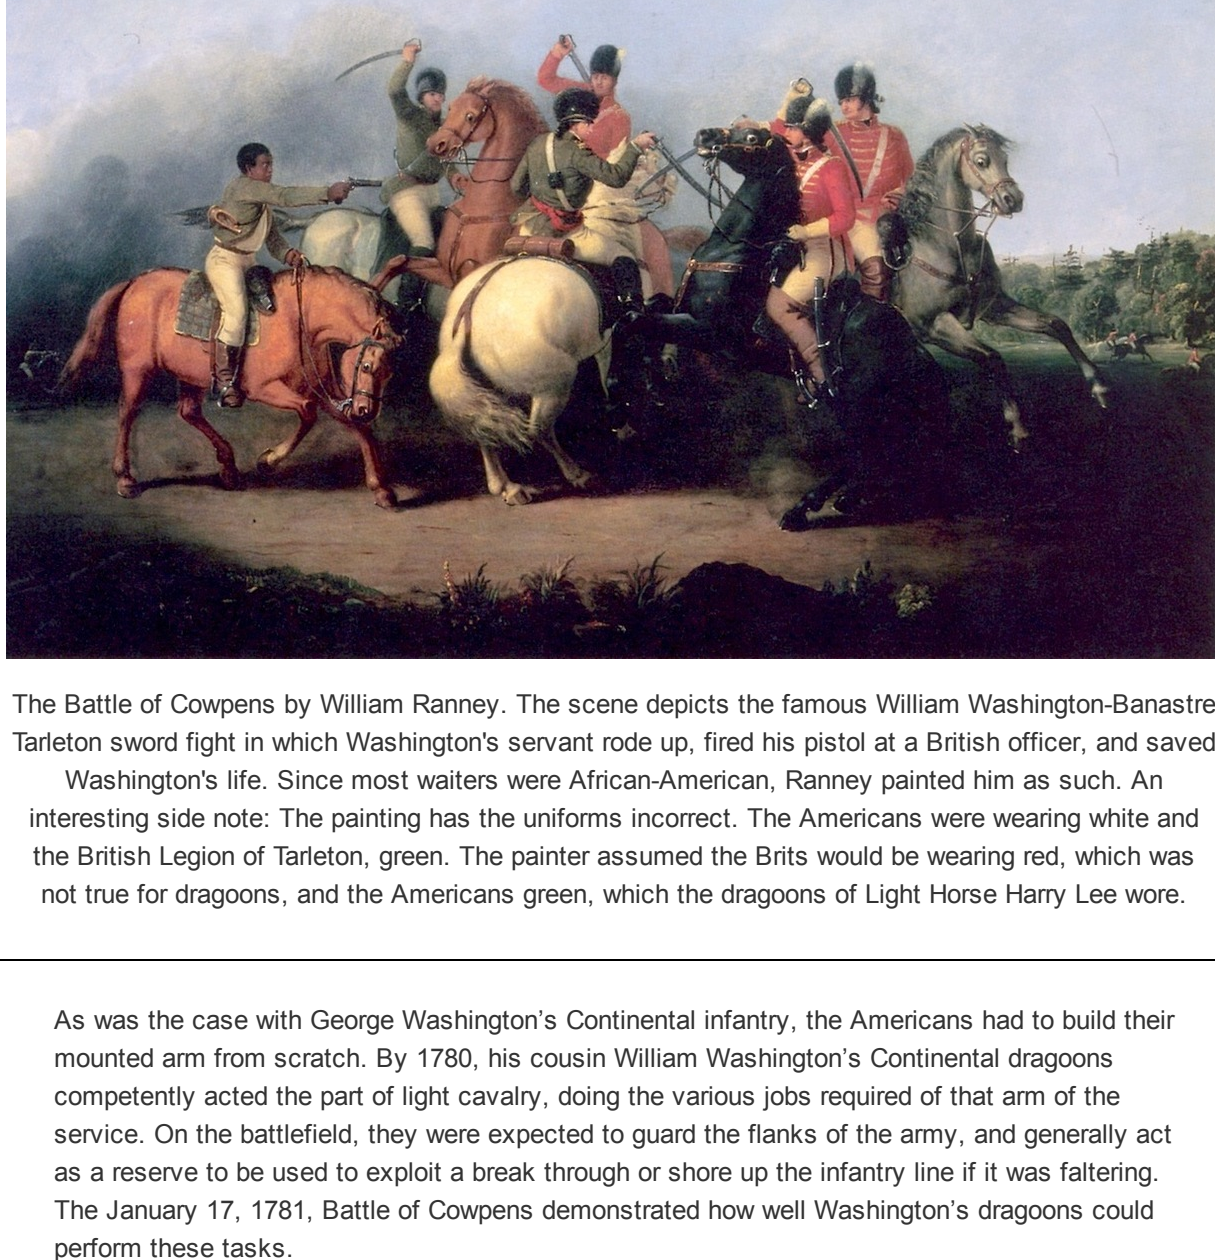 The Battle of Cowpens by William Ranney. The scene depicts the famous William Washington-Banastre
Tarleton sword fight in which Washington's servant rode up, fired his pistol at a British officer, and saved
Washington's life. Since most waiters were African-American, Ranney painted him as such. An
interesting side note: The painting has the uniforms incorrect. The Americans were wearing white and
the British Legion of Tarleton, green. The painter assumed the Brits would be wearing red, which was
not true for dragoons, and the Americans green, which the dragoons of Light Horse Harry Lee wore.
As was the case with George Washington’s Continental infantry, the Americans had to build their
mounted arm from scratch. By 1780, his cousin William Washington’s Continental dragoons
competently acted the part of light cavalry, doing the various jobs required of that arm of the
service. On the battlefield, they were expected to guard the flanks of the army, and generally act
as a reserve to be used to exploit a break through or shore up the infantry line if it was faltering.
The January 17, 1781, Battle of Cowpens demonstrated how well Washington’s dragoons could
perform these tasks.